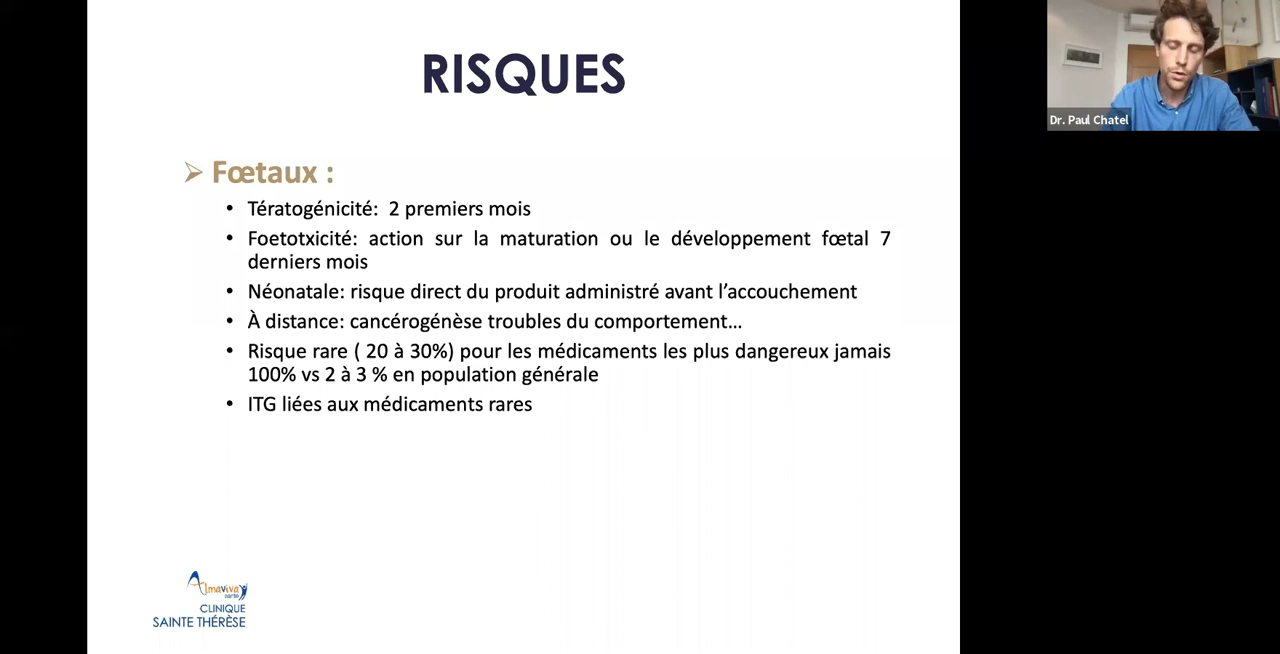 RISQUES
Dr. Paul Chatel
➢ Fœtaux :
• Tératogénicité: 2 premiers mois
• Foetotxicité: action sur la maturation ou le développement fœtal 7
derniers mois
• Néonatale: risque direct du produit administré avant l’accouchement
• À distance: cancérogénèse troubles du comportement…
• Risque rare ( 20 à 30%) pour les médicaments les plus dangereux jamais
100% vs 2 à 3 % en population générale
• ITG liées aux médicaments rares
Almaviva
santé
CLINIQUE
SAINTE THÉRÈSE